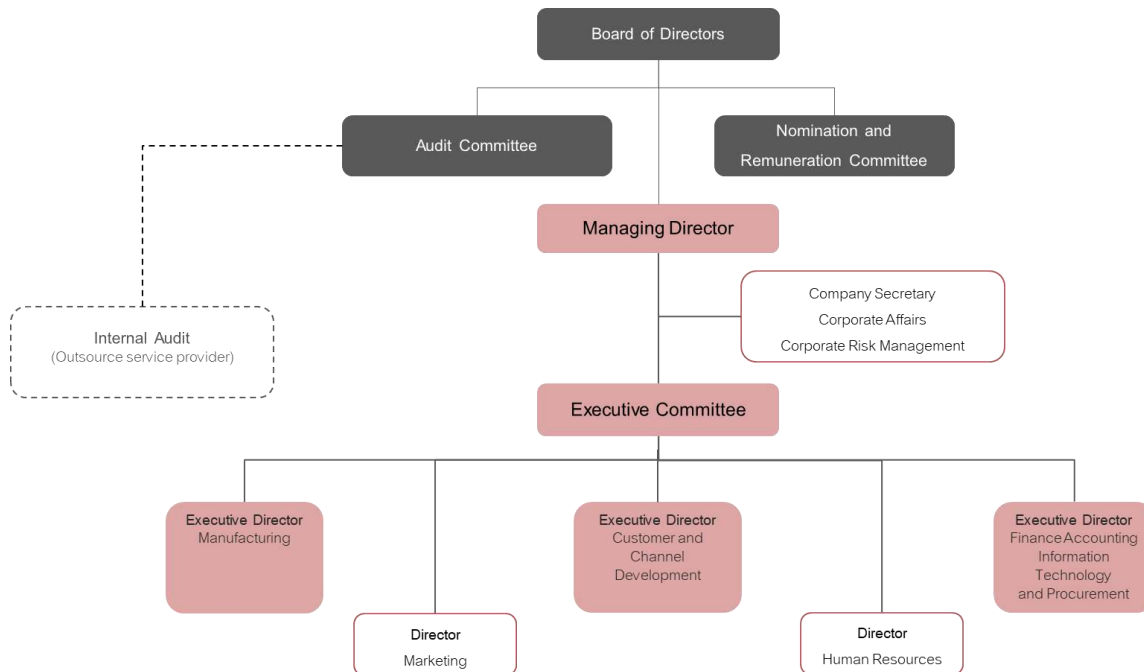 Board of Directors
Audit Committee
Nomination and
Remuneration Committee
Managing Director
Company Secretary
Corporate Affairs
Corporate Risk Management
Internal Audit
(Outsource service provider)
Executive Committee
Executive Director
Manufacturing
Executive Director
Customer and
Channel
Development
Executive Director
Finance Accounting
Information
Technology
and Procurement
Director
Marketing
Director
Human Resources